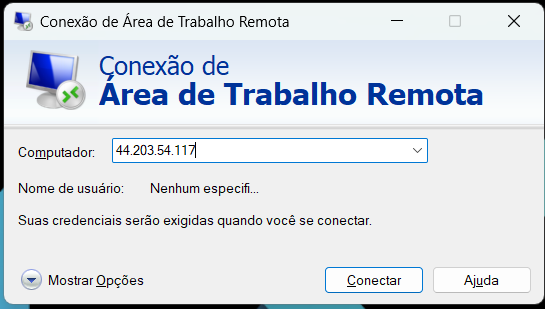 Conexão de Área de Trabalho Remota
Conexão de
Área de Trabalho Remota
Computador: 44.203.54.117
Nome de usuário: Nenhum especifi...
Suas credenciais serão exigidas quando você se conectar.
Mostrar Opções Conectar Ajuda